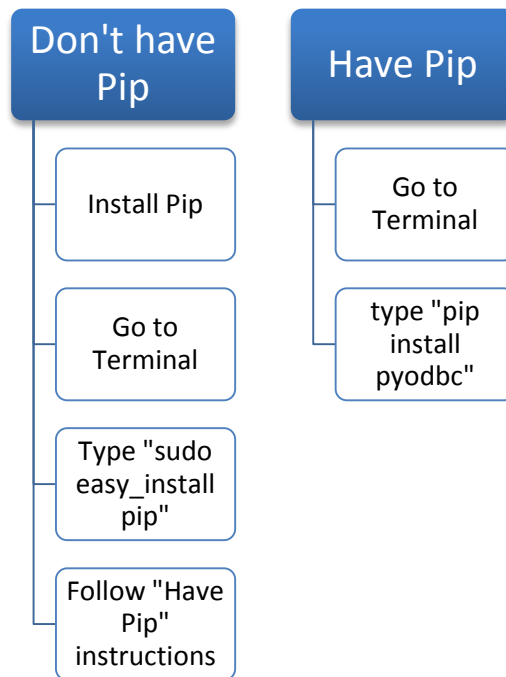 Don't have
Pip
Install Pip
Go to
Terminal
Type "sudo
easy_install
pip"
Follow "Have
Pip"
instructions
Have Pip
Go to
Terminal
type "pip
install
pyodbc"